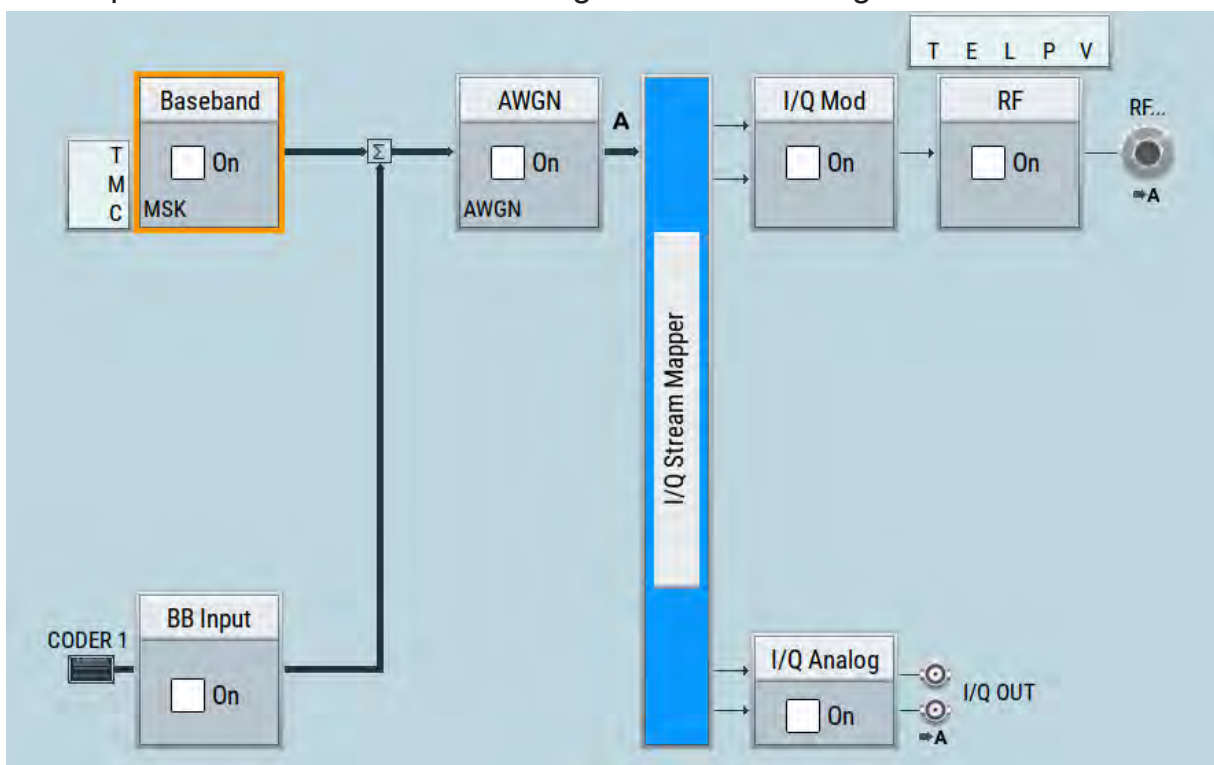 T E L P V
Baseband
On
MSK
T
M
C
Σ
AWGN
On
AWGN
A
I/Q Stream Mapper
I/Q Mod
On
RF
On
RF...
A
BB Input
On
CODER 1
I/Q Analog
On
I/Q OUT
A